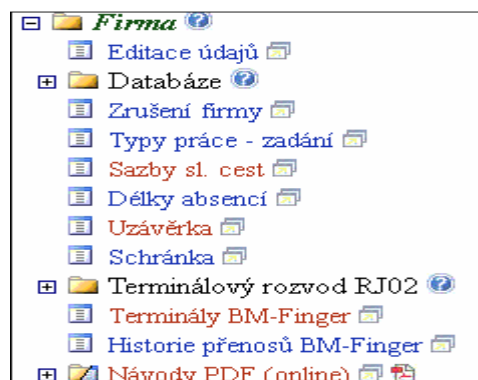 Firma
Editace údajů
Databáze
Zrušení firmy
Typy práce - zadání
Sazby sl. cest
Délky absencí
Uzávěrka
Schránka
Terminálový rozvod RJ02
Terminály BM-Finger
Historie přenosů BM-Finger
Návody PDF (online)